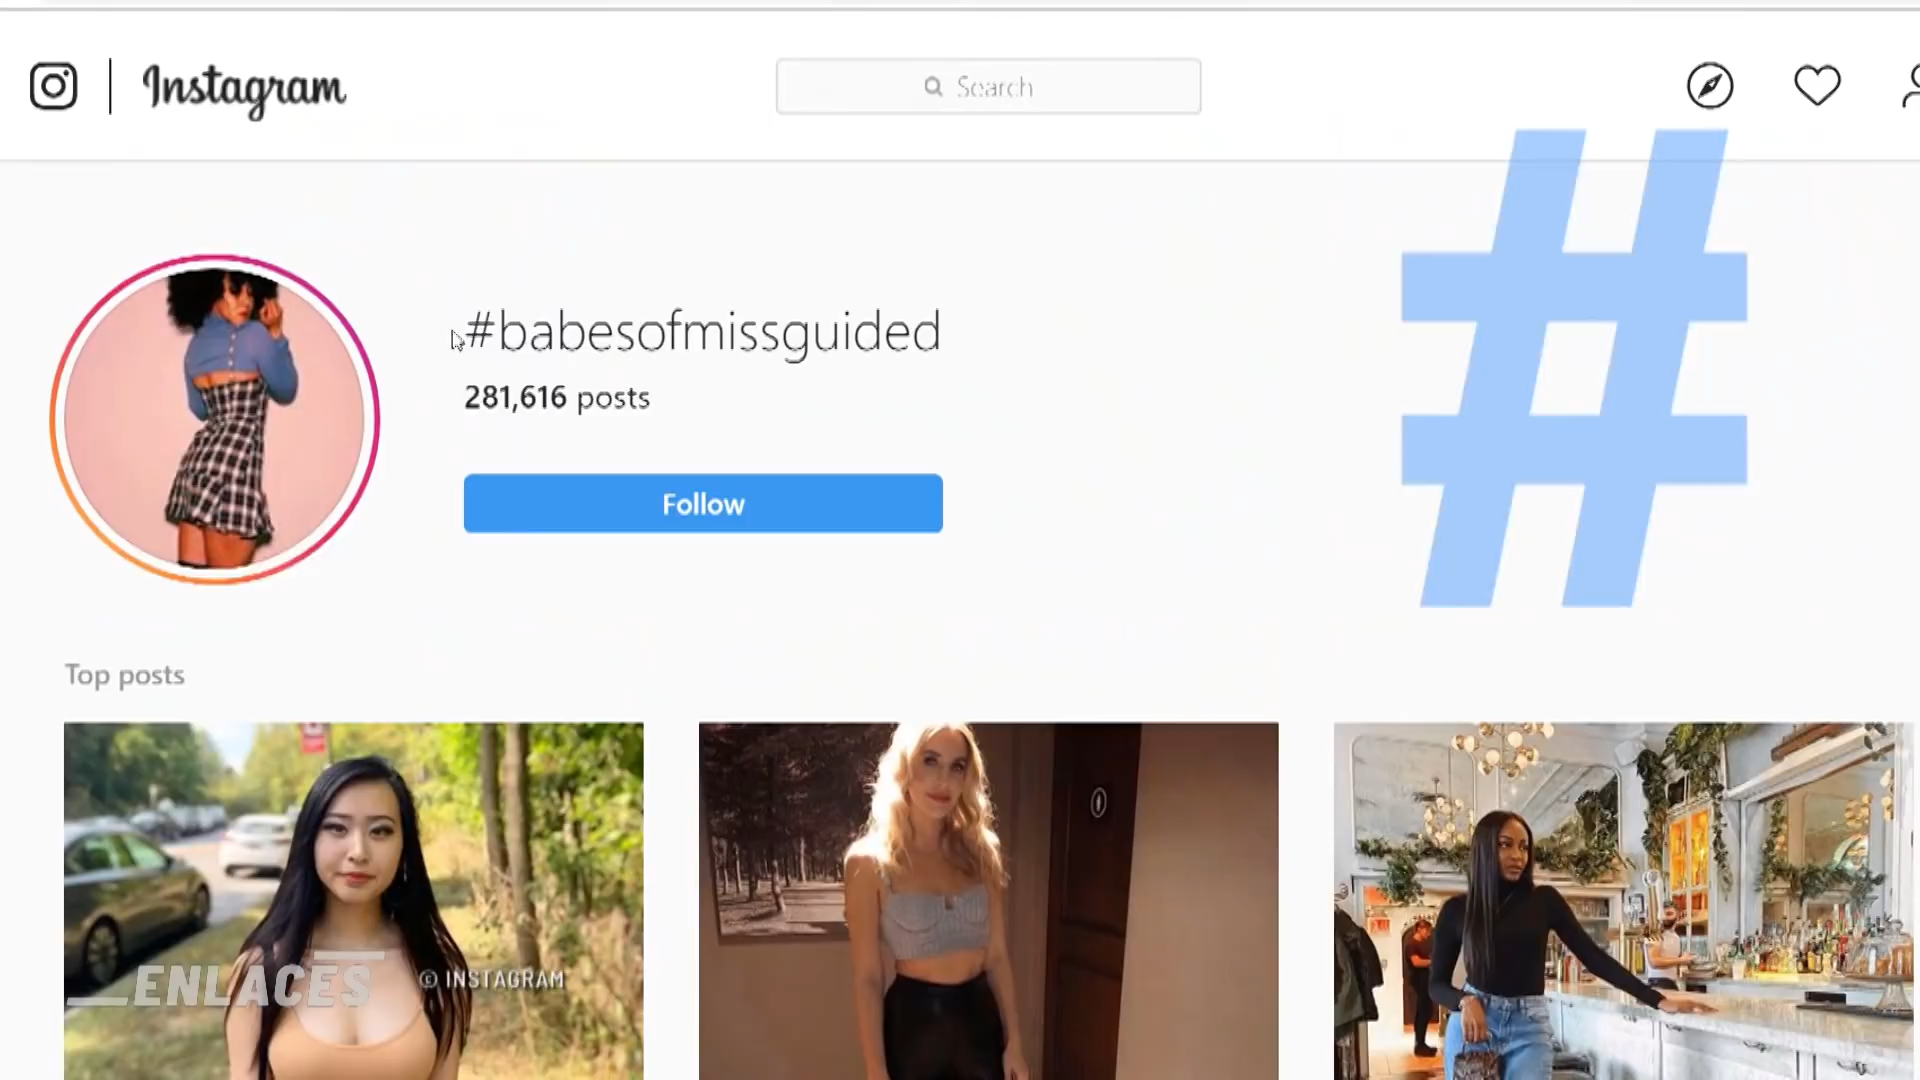 Instagram
Search
#
#babesofmissguided
281,616 posts
Follow
Top posts
ENLACES
© INSTAGRAM